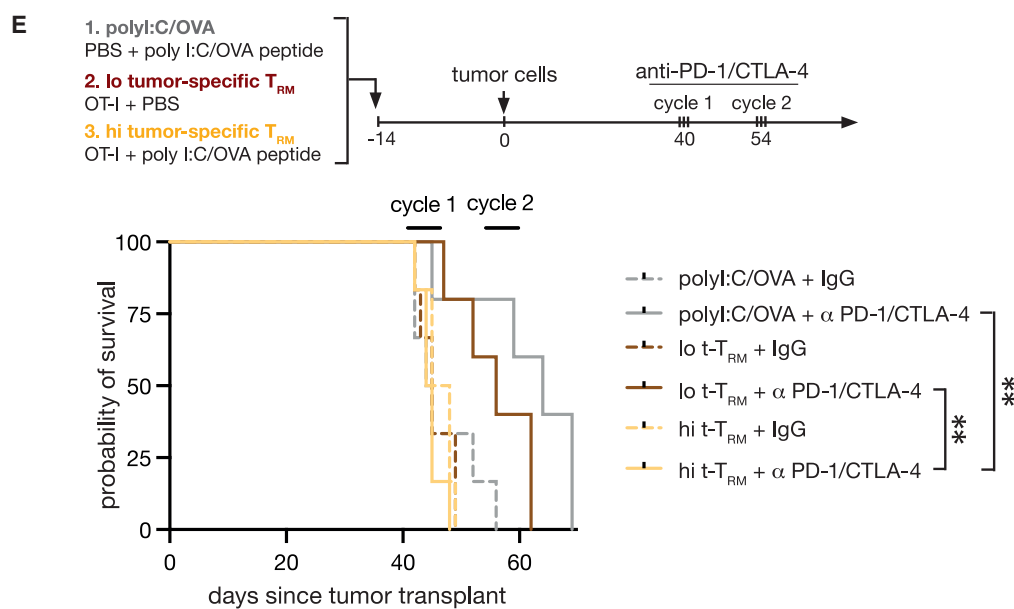 E
1. polyI:C/OVA
PBS + poly I:C/OVA peptide
2. lo tumor-specific TRM
OT-I + PBS
3. hi tumor-specific TRM
OT-I + poly I:C/OVA peptide
tumor cells
anti-PD-1/CTLA-4
cycle 1 cycle 2
-14 0 40 54
cycle 1 cycle 2
100
75
50
25
0
0 20 40 60
probability of survival
days since tumor transplant
polyI:C/OVA + IgG
polyI:C/OVA + α PD-1/CTLA-4
lo t-TRM + IgG
lo t-TRM + α PD-1/CTLA-4
hi t-TRM + IgG
hi t-TRM + α PD-1/CTLA-4
**
**